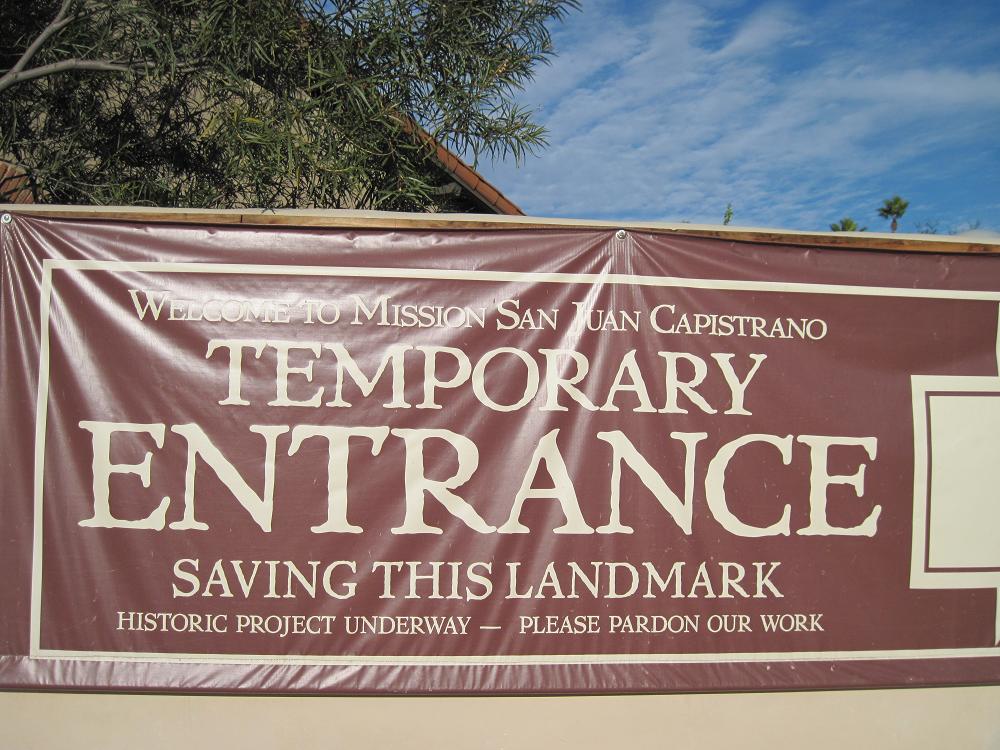 Welcome to Mission San Juan Capistrano
TEMPORARY
ENTRANCE
SAVING THIS LANDMARK
HISTORIC PROJECT UNDERWAY — PLEASE PARDON OUR WORK